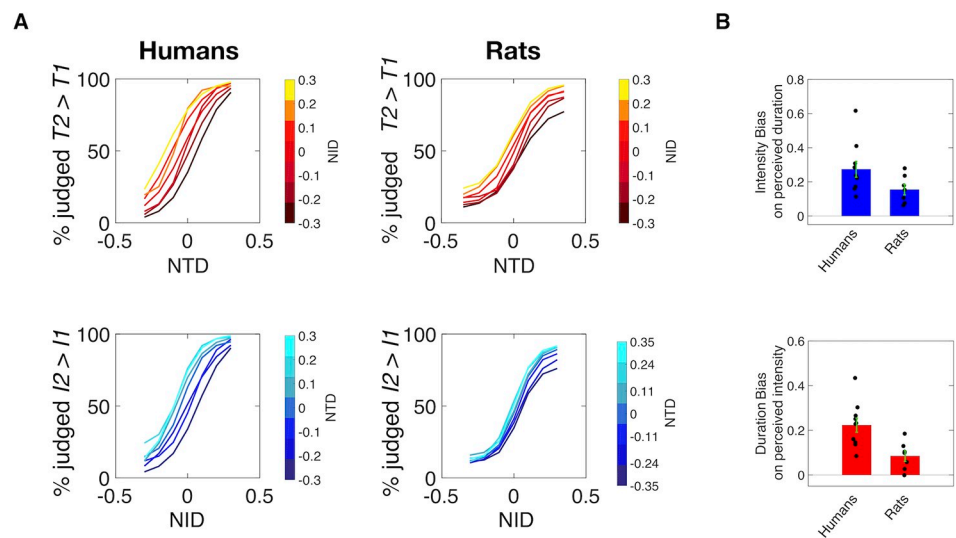 A
B
Humans
Rats
% judged T2 > T1
100
50
0
-0.5
0
0.5
NTD
0.3
0.2
0.1
0
-0.1
-0.2
-0.3
NID
% judged T2 > T1
100
50
0
-0.5
0
0.5
NTD
0.3
0.2
0.1
0
-0.1
-0.2
-0.3
NID
Intensity Bias
on perceived duration
0.8
0.6
0.4
0.2
0
Humans
Rats
% judged I2 > I1
100
50
0
-0.5
0
0.5
NID
0.3
0.2
0.1
0
-0.1
-0.2
-0.3
NTD
% judged I2 > I1
100
50
0
-0.5
0
0.5
NID
0.35
0.24
0.11
0
-0.11
-0.24
-0.35
NTD
Duration Bias
on perceived intensity
0.6
0.4
0.2
0
Humans
Rats